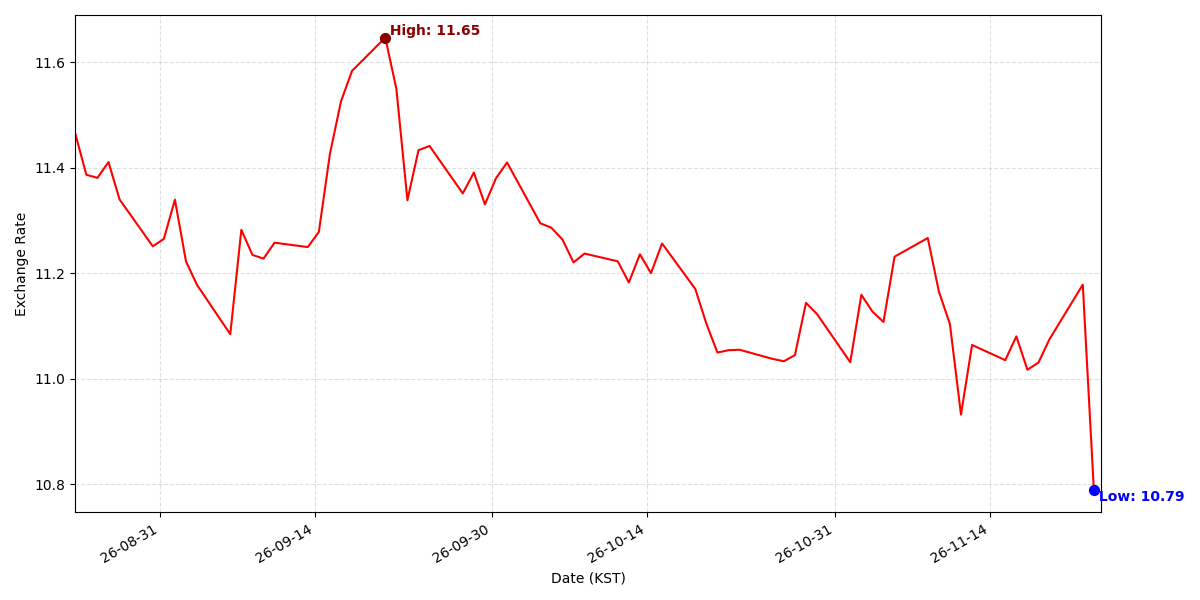 High: 11.65
11.6
11.4
11.2
11.0
10.8
Exchange Rate
Low: 10.79
26-08-31
26-09-14
26-09-30
26-10-14
26-10-31
26-11-14
Date (KST)